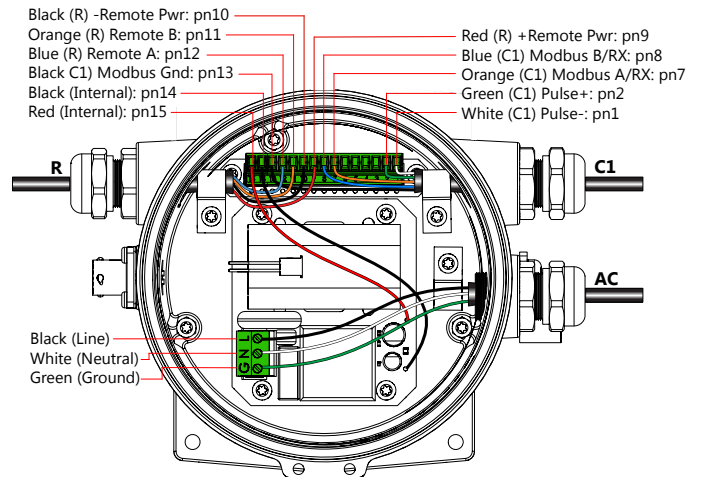 Black (R) -Remote Pwr: pn10
Orange (R) Remote B: pn11
Blue (R) Remote A: pn12
Black C1) Modbus Gnd: pn13
Black (Internal): pn14
Red (Internal): pn15
Red (R) +Remote Pwr: pn9
Blue (C1) Modbus B/RX: pn8
Orange (C1) Modbus A/RX: pn7
Green (C1) Pulse+: pn2
White (C1) Pulse-: pn1
R
C1
AC
Black (Line)
White (Neutral)
Green (Ground)
L
N
G